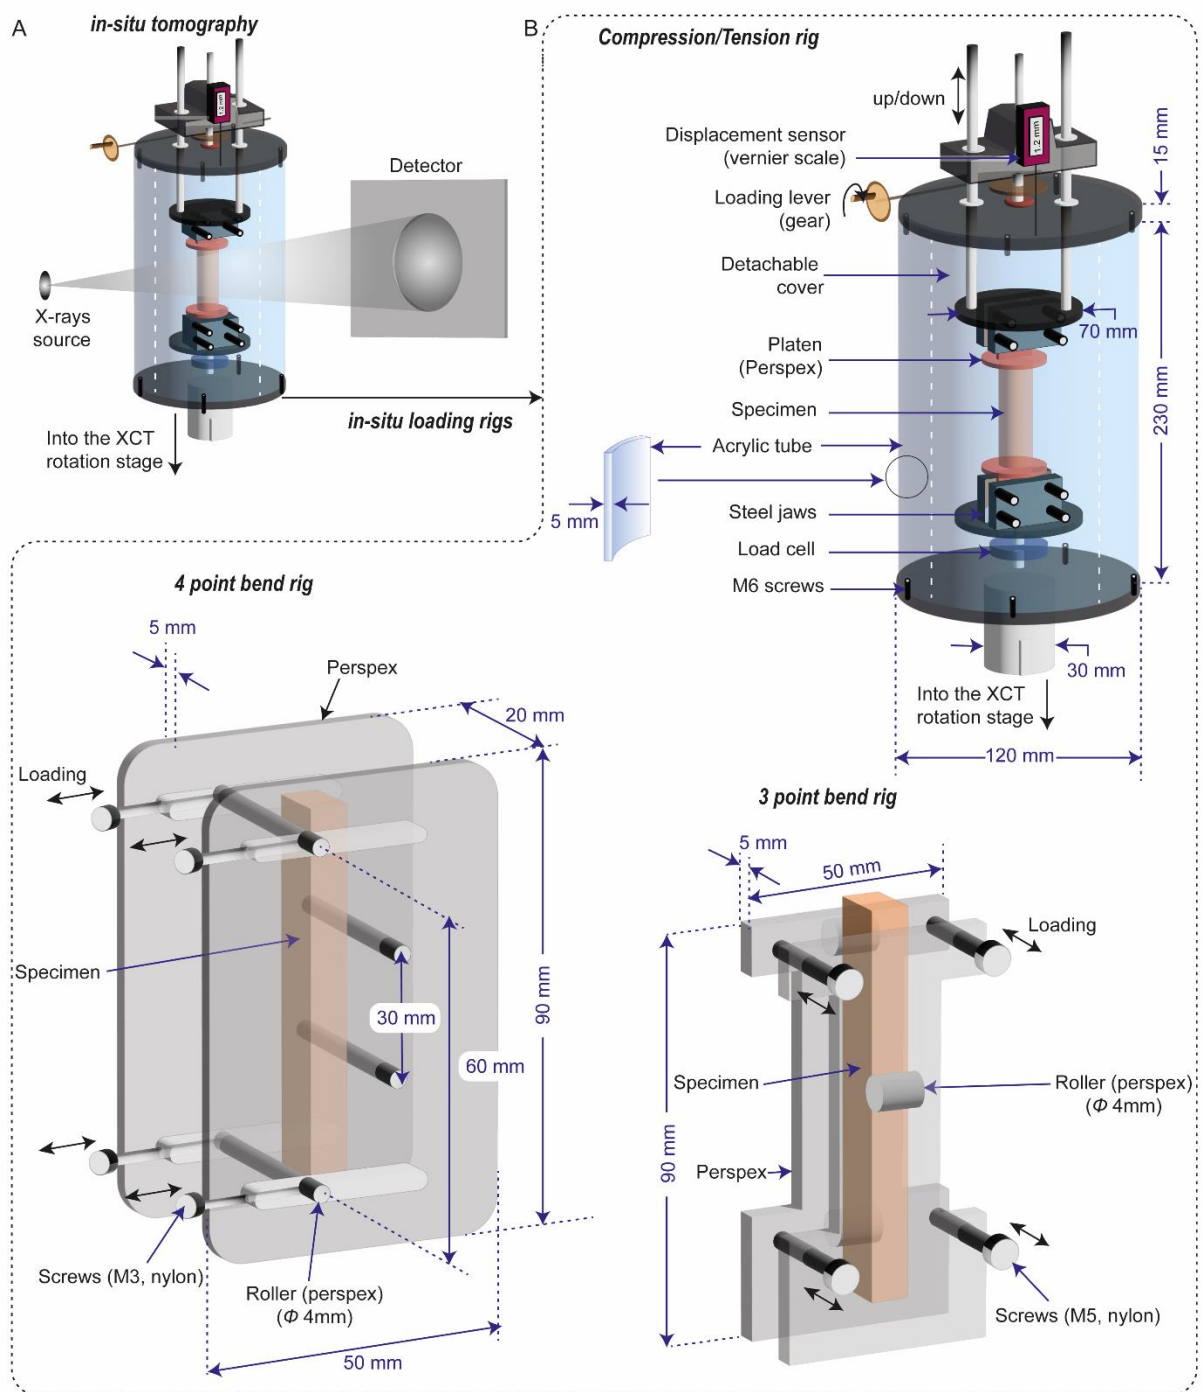 A
in-situ tomography
1.2 mm
Detector
X-rays
source
Into the XCT
rotation stage
in-situ loading rigs
B
Compression/Tension rig
up/down
1.2 mm
Displacement sensor
(vernier scale)
15 mm
Loading lever
(gear)
Detachable
cover
70 mm
Platen
(Perspex)
Specimen
230 mm
Acrylic tube
5 mm
Steel jaws
Load cell
M6 screws
30 mm
Into the XCT
rotation stage
120 mm
4 point bend rig
5 mm
Perspex
20 mm
Loading
Specimen
30 mm
60 mm
90 mm
Screws (M3, nylon)
Roller (perspex)
(Φ 4mm)
50 mm
3 point bend rig
5 mm
50 mm
Loading
Specimen
Roller (perspex)
(Φ 4mm)
90 mm
Perspex
Screws (M5, nylon)